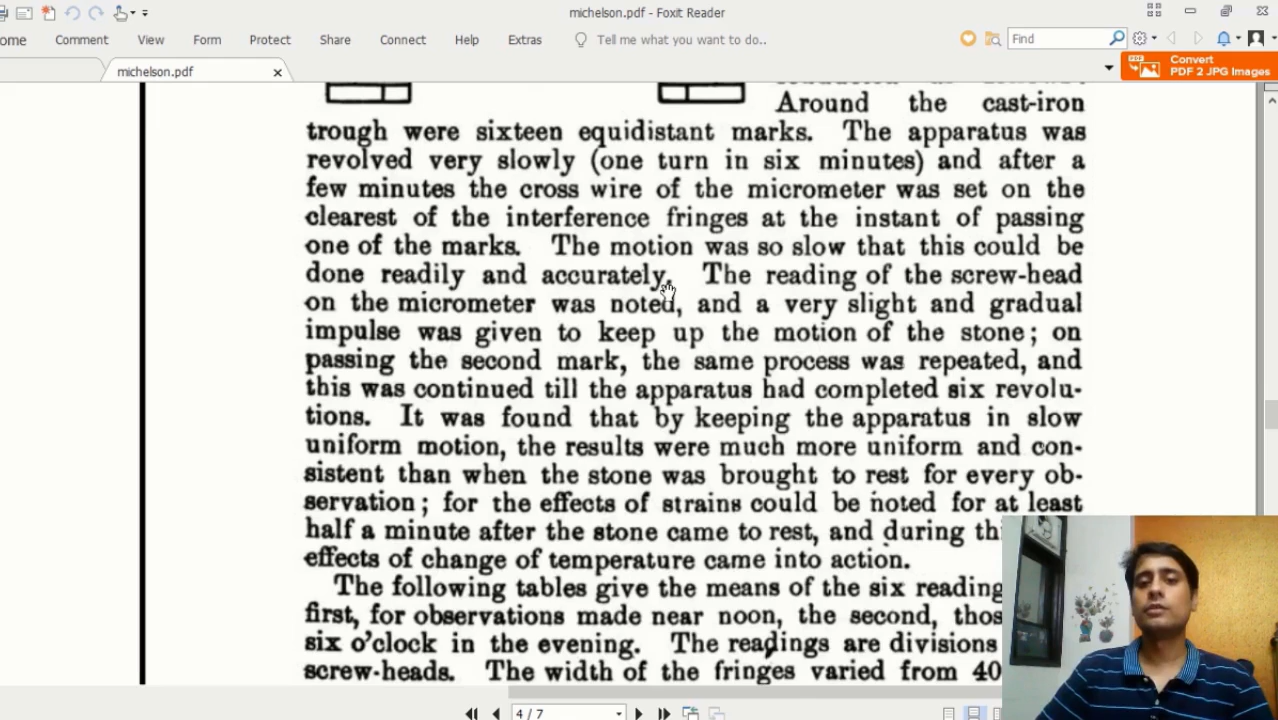 michelson.pdf - Foxit Reader
ome Comment View Form Protect Share Connect Help Extras Tell me what you want to do.. Find
michelson.pdf
Convert
PDF 2 JPG Images
Around the cast-iron
trough were sixteen equidistant marks. The apparatus was
revolved very slowly (one turn in six minutes) and after a
few minutes the cross wire of the micrometer was set on the
clearest of the interference fringes at the instant of passing
one of the marks. The motion was so slow that this could be
done readily and accurately. The reading of the screw-head
on the micrometer was noted, and a very slight and gradual
impulse was given to keep up the motion of the stone; on
passing the second mark, the same process was repeated, and
this was continued till the apparatus had completed six revolu-
tions. It was found that by keeping the apparatus in slow
uniform motion, the results were much more uniform and con-
sistent than when the stone was brought to rest for every ob-
servation; for the effects of strains could be noted for at least
half a minute after the stone came to rest, and during thi
effects of change of temperature came into action.
The following tables give the means of the six reading
first, for observations made near noon, the second, thos
six o'clock in the evening. The readings are divisions
screw-heads. The width of the fringes varied from 40
4 / 7